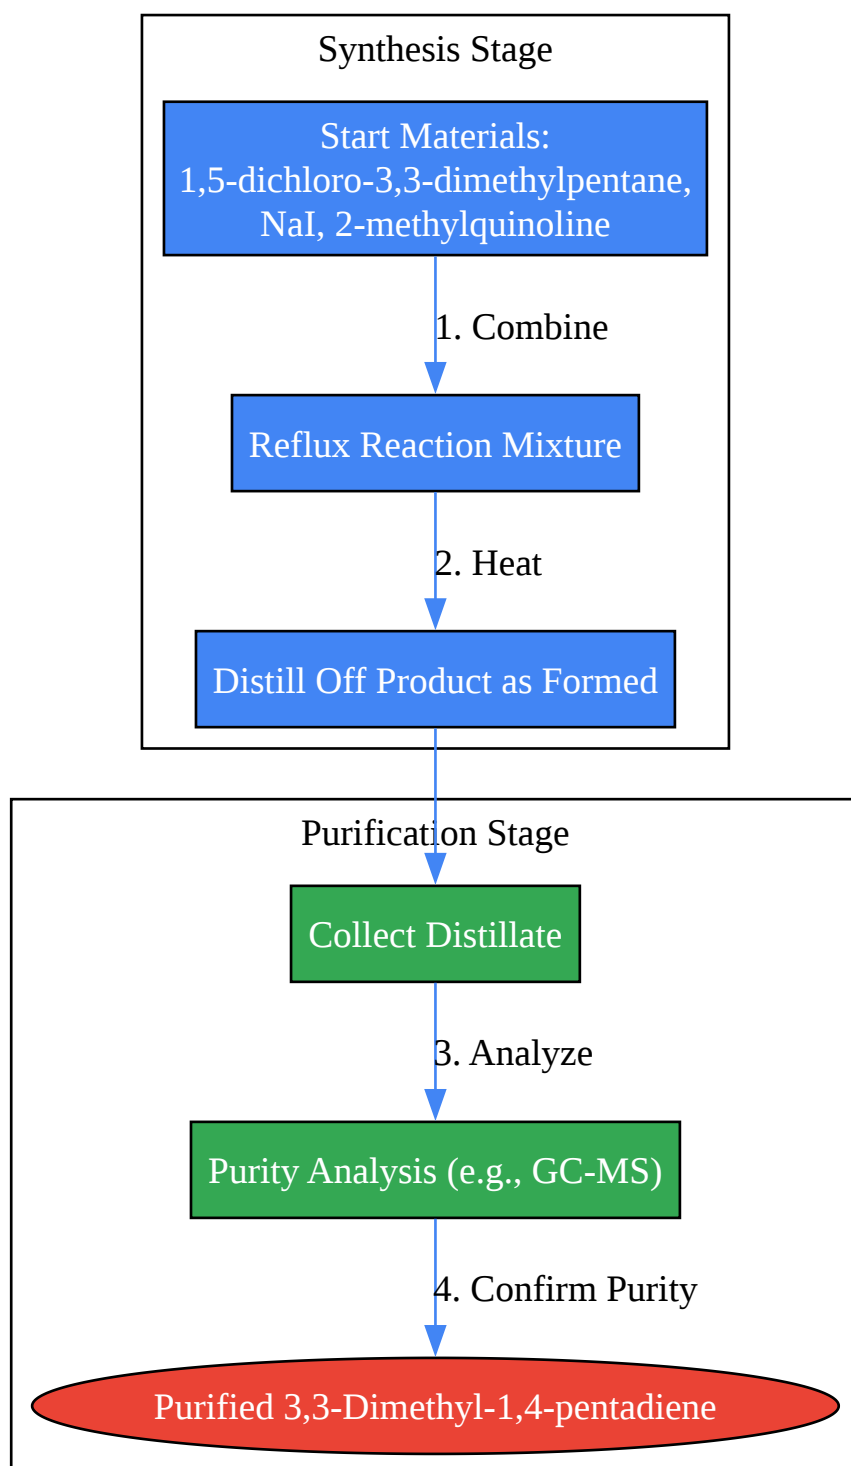 Synthesis Stage
Start Materials:
1,5-dichloro-3,3-dimethylpentane,
NaI, 2-methylquinoline
1. Combine
Reflux Reaction Mixture
2. Heat
Distill Off Product as Formed
Purification Stage
Collect Distillate
3. Analyze
Purity Analysis (e.g., GC-MS)
4. Confirm Purity
Purified 3,3-Dimethyl-1,4-pentadiene